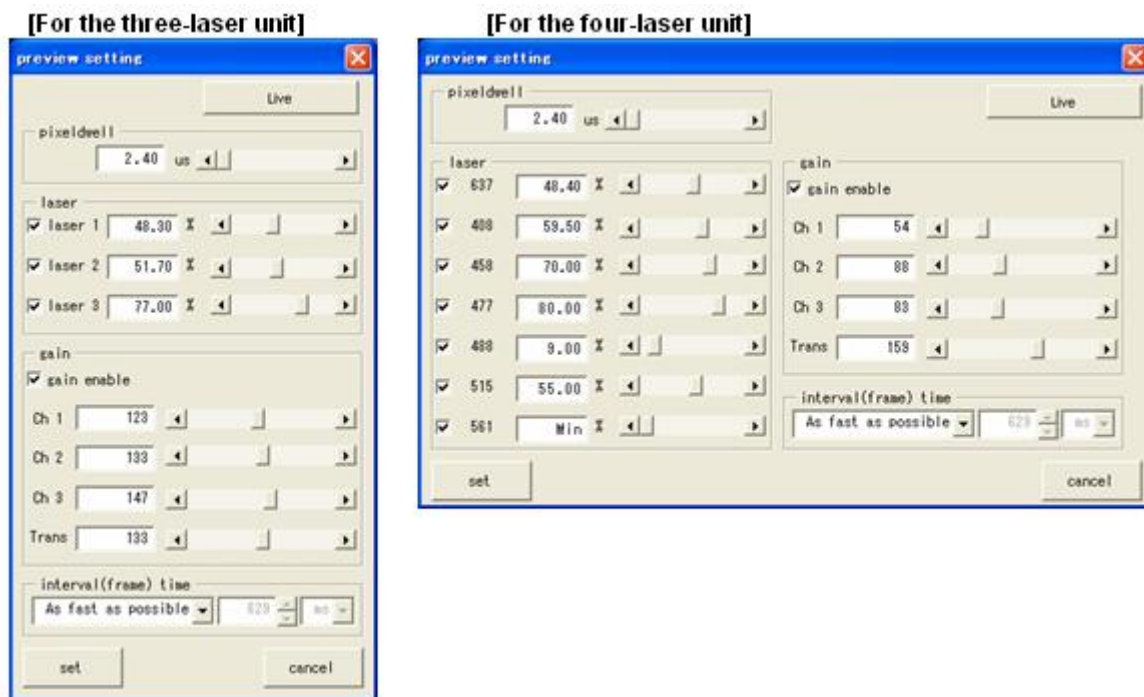 [For the three-laser unit]
preview setting
Live
pixeldwell
2.40 us
laser
laser 1 48.30 %
laser 2 51.70 %
laser 3 77.00 %
gain
gain enable
Ch 1 123
Ch 2 133
Ch 3 147
Trans 133
interval(frame) time
As fast as possible 629 ms
set cancel
[For the four-laser unit]
preview setting
pixeldwell
2.40 us
Live
laser
637 48.40 %
408 59.50 %
458 70.00 %
477 80.00 %
488 9.00 %
515 55.00 %
561 Min %
gain
gain enable
Ch 1 54
Ch 2 88
Ch 3 83
Trans 159
interval(frame) time
As fast as possible 629 ms
set cancel